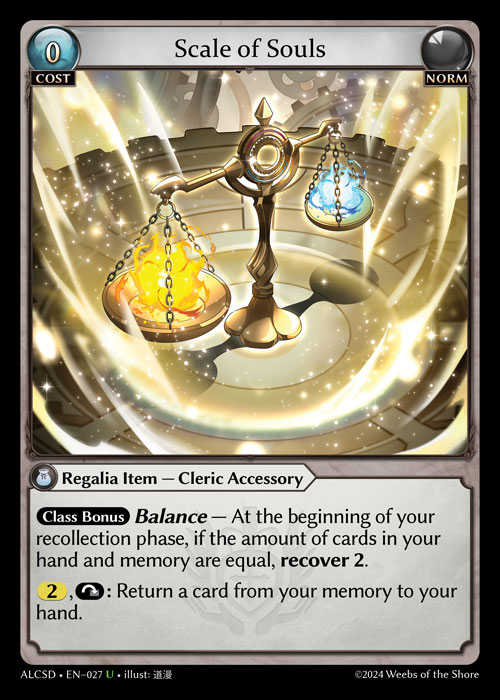 0
Scale of Souls
COST
NORM
Regalia Item — Cleric Accessory
Class Bonus Balance — At the beginning of your
recollection phase, if the amount of cards in your
hand and memory are equal, recover 2.
2, : Return a card from your memory to your
hand.
ALCSD • EN-027 U • illust: 道漫
©2024 Weebs of the Shore